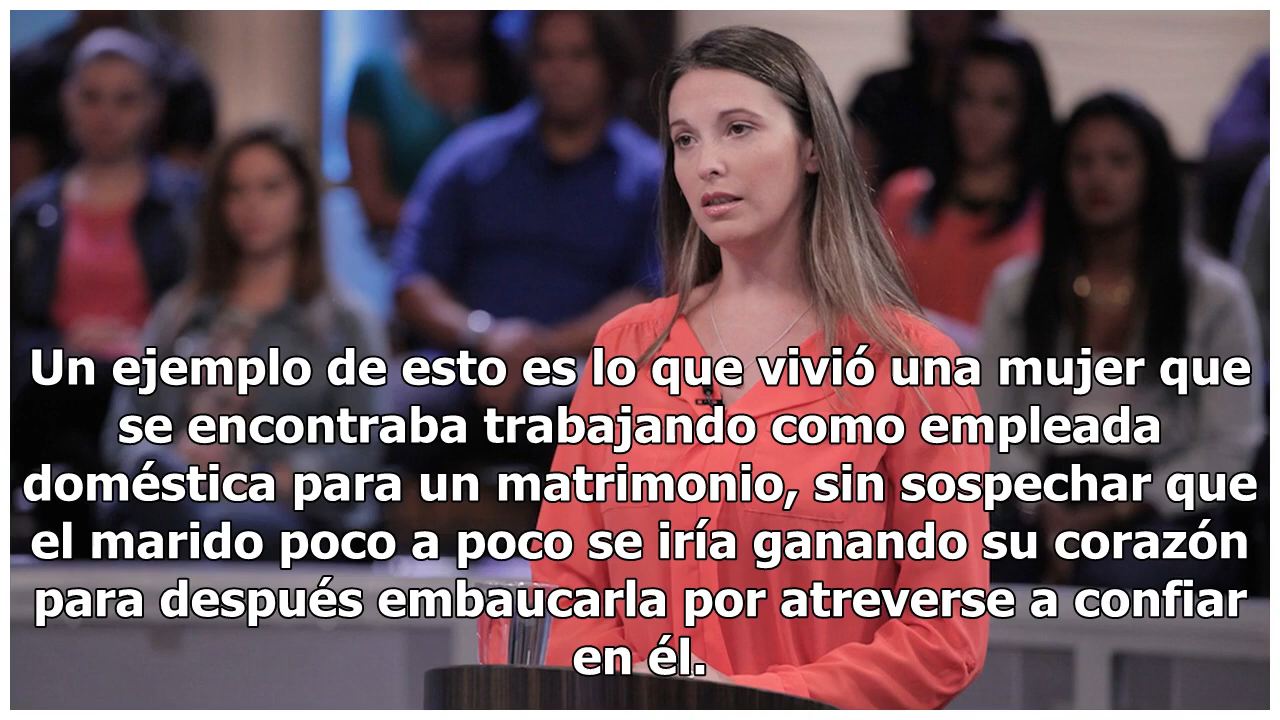 Un ejemplo de esto es lo que vivió una mujer que
se encontraba trabajando como empleada
doméstica para un matrimonio, sin sospechar que
el marido poco a poco se iría ganando su corazón
para después embaucarla por atreverse a confiar
en él.